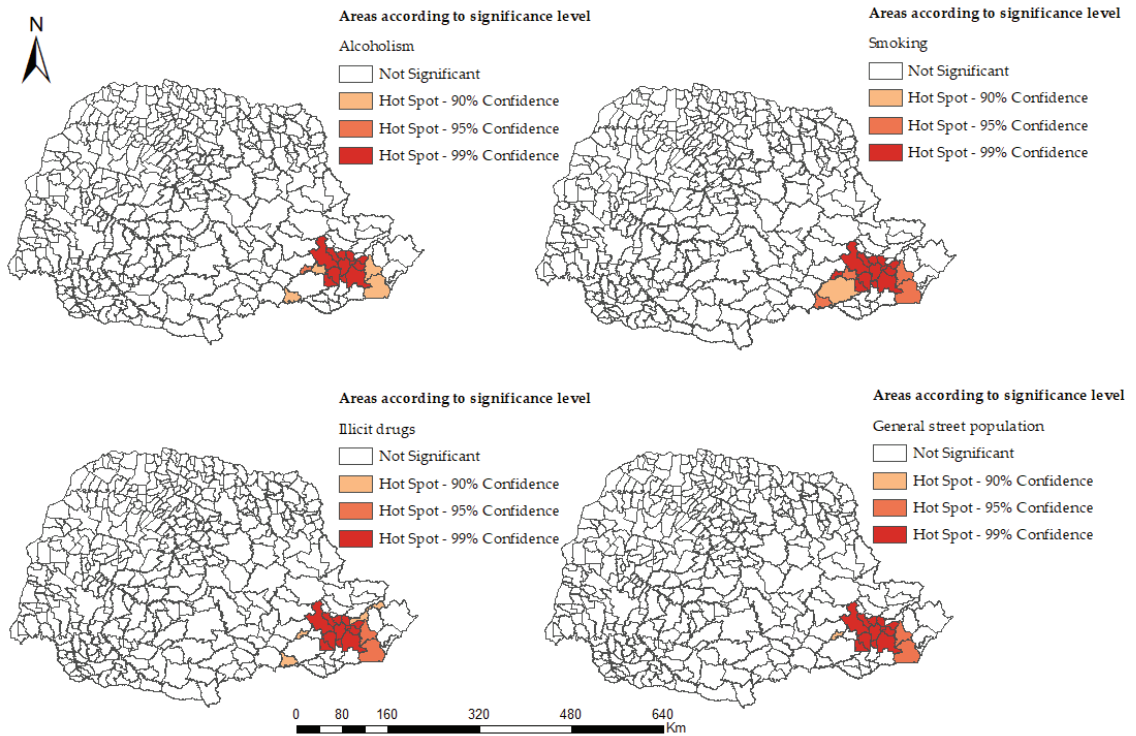 N
Areas according to significance level
Alcoholism
Not Significant
Hot Spot - 90% Confidence
Hot Spot - 95% Confidence
Hot Spot - 99% Confidence
Areas according to significance level
Smoking
Not Significant
Hot Spot - 90% Confidence
Hot Spot - 95% Confidence
Hot Spot - 99% Confidence
Areas according to significance level
Illicit drugs
Not Significant
Hot Spot - 90% Confidence
Hot Spot - 95% Confidence
Hot Spot - 99% Confidence
Areas according to significance level
General street population
Not Significant
Hot Spot - 90% Confidence
Hot Spot - 95% Confidence
Hot Spot - 99% Confidence
0 80 160 320 480 640
Km